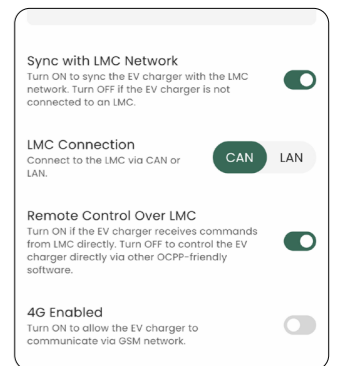 Sync with LMC Network
Turn ON to sync the EV charger with the LMC
network. Turn OFF if the EV charger is not
connected to an LMC.
LMC Connection
Connect to the LMC via CAN or
LAN.
CAN LAN
Remote Control Over LMC
Turn ON if the EV charger receives commands
from LMC directly. Turn OFF to control the EV
charger directly via other OCPP-friendly
software.
4G Enabled
Turn ON to allow the EV charger to
communicate via GSM network.